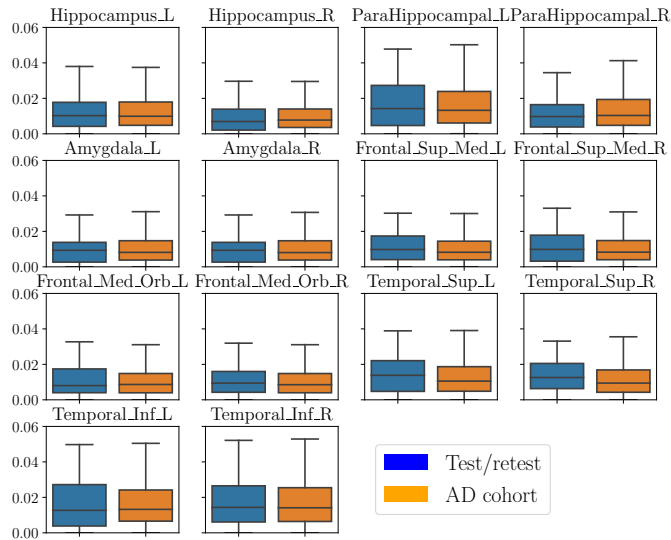 Hippocampus_L Hippocampus_R ParaHippocampal_L ParaHippocampal_R
0.06
0.04
0.02
0.00
Amygdala_L Amygdala_R Frontal_Sup_Med_L Frontal_Sup_Med_R
0.06
0.04
0.02
0.00
Frontal_Med_Orb_L Frontal_Med_Orb_R Temporal_Sup_L Temporal_Sup_R
0.06
0.04
0.02
0.00
Temporal_Inf_L Temporal_Inf_R
0.06
0.04
0.02
0.00
Test/retest
AD cohort